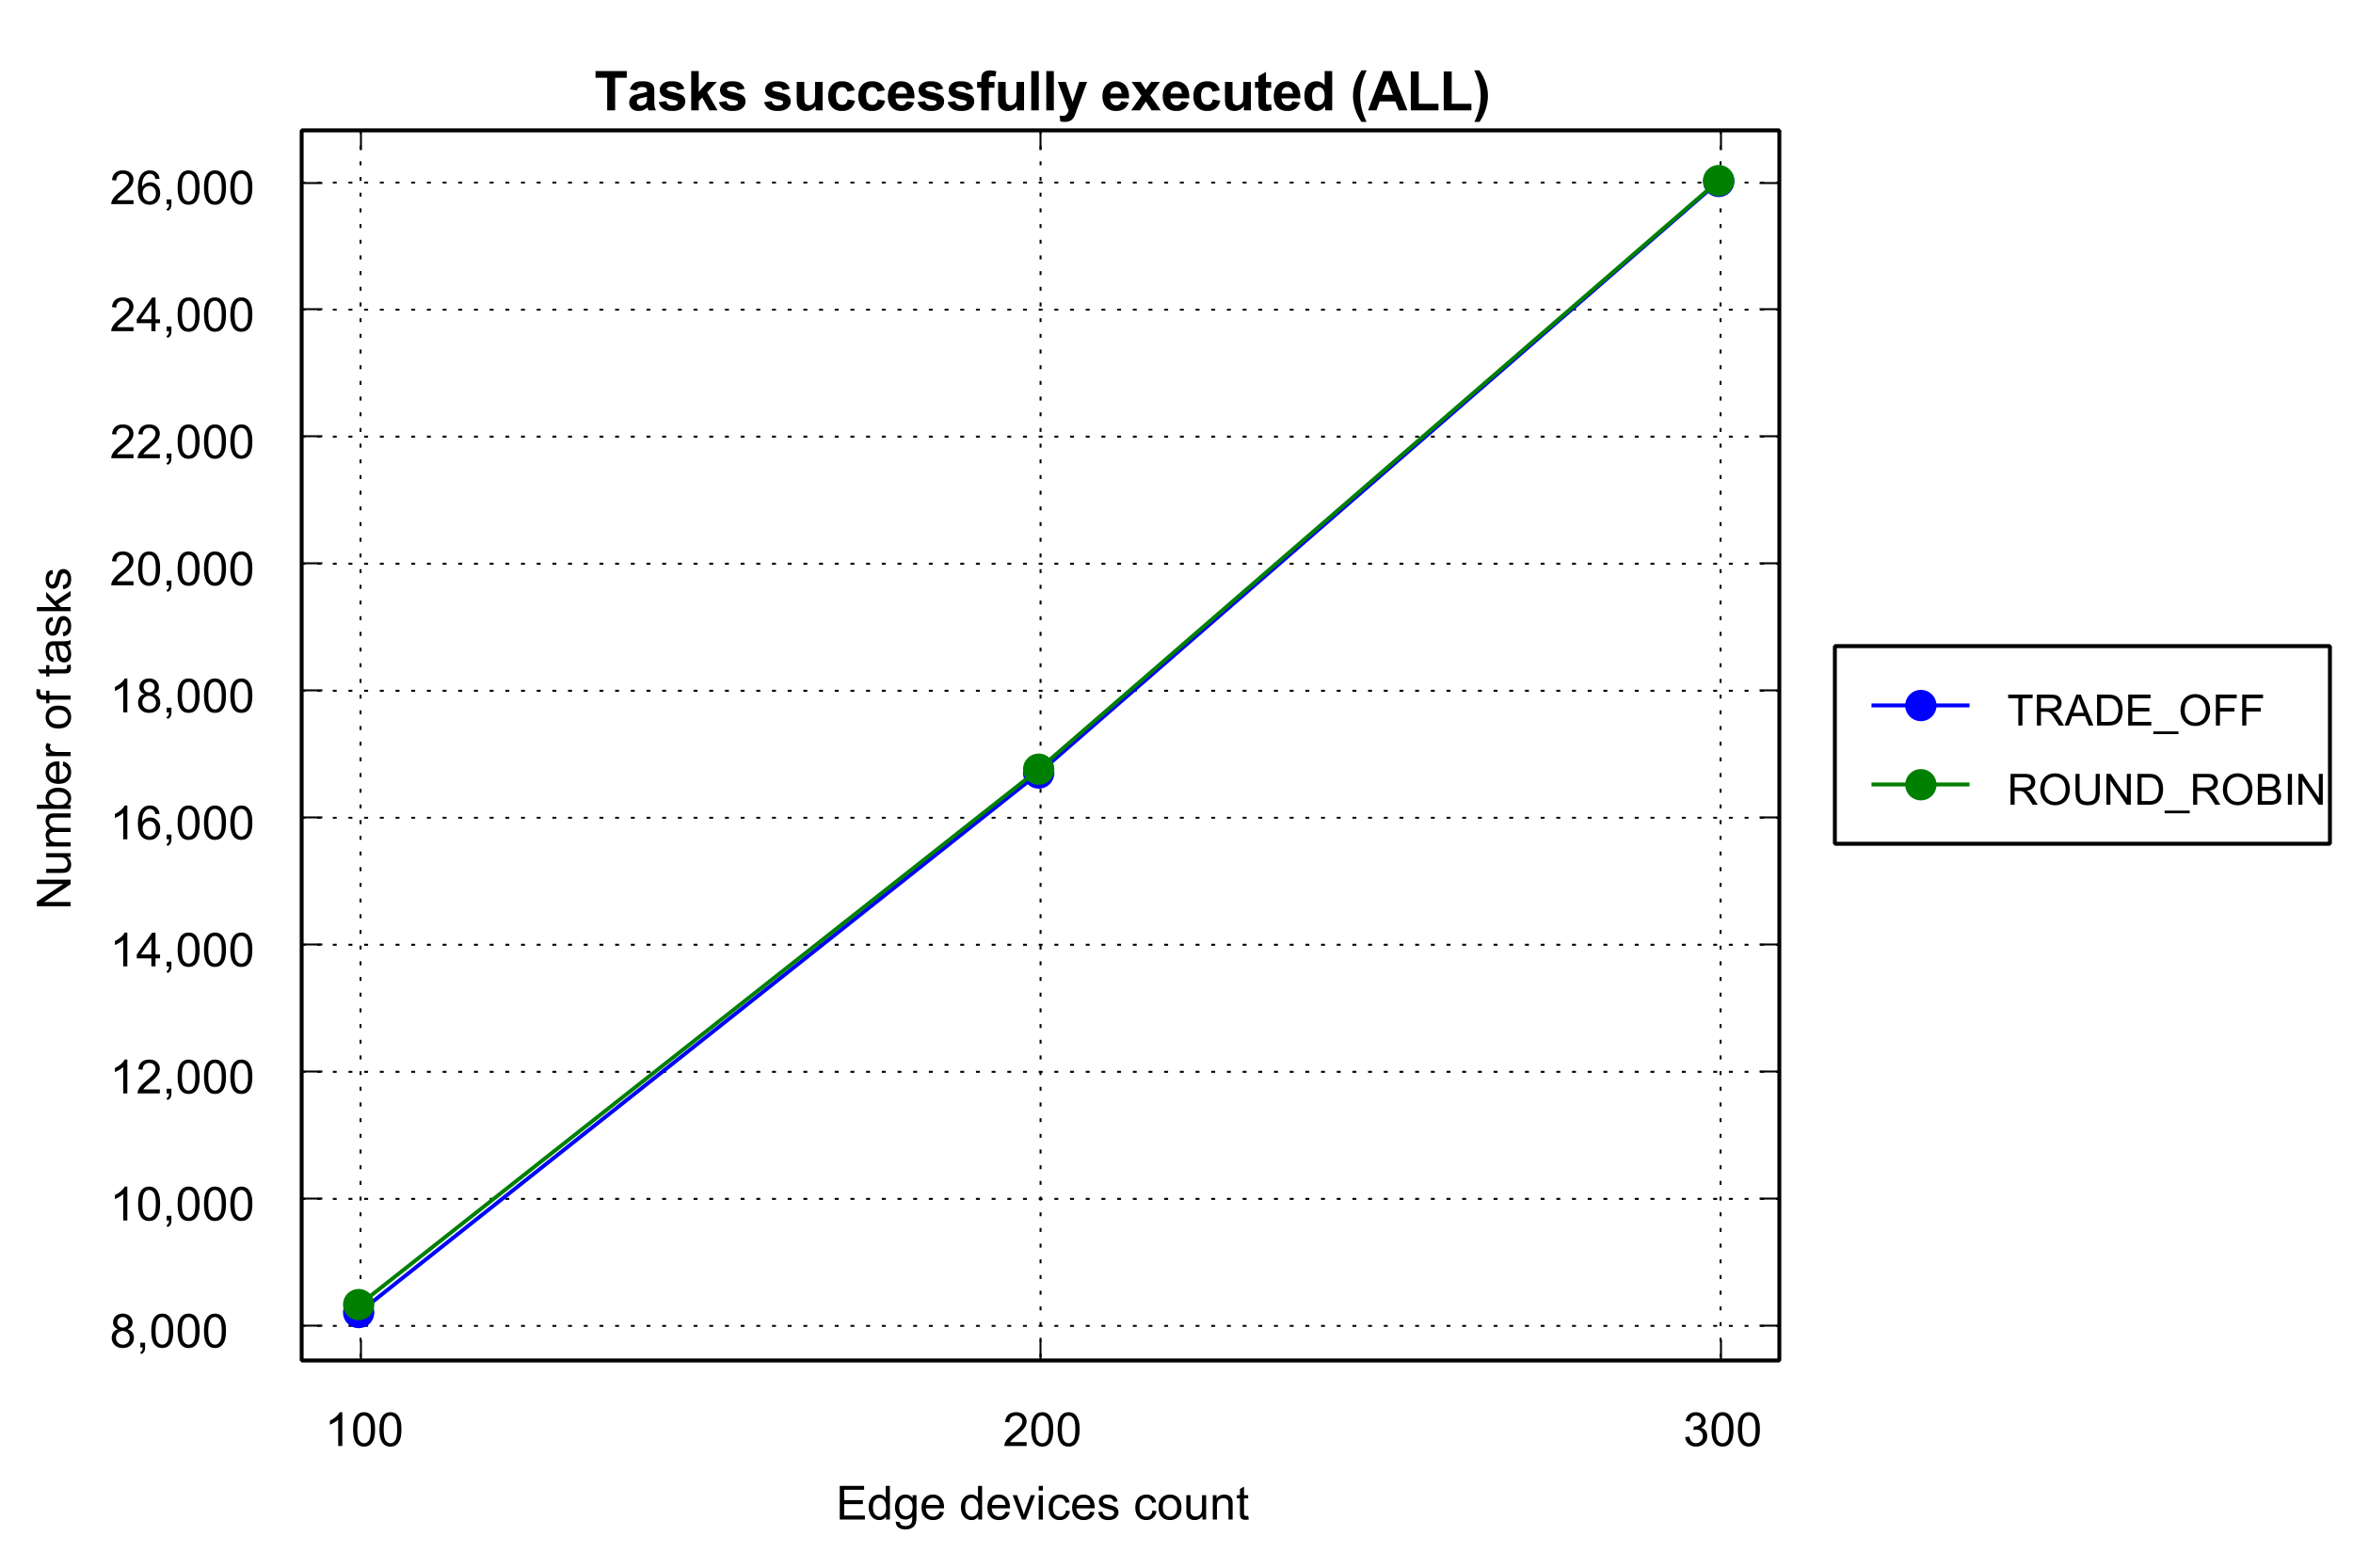 Tasks successfully executed (ALL)
26,000
24,000
22,000
20,000
18,000
16,000
14,000
12,000
10,000
8,000
Number of tasks
100 200 300
Edge devices count
TRADE_OFF
ROUND_ROBIN